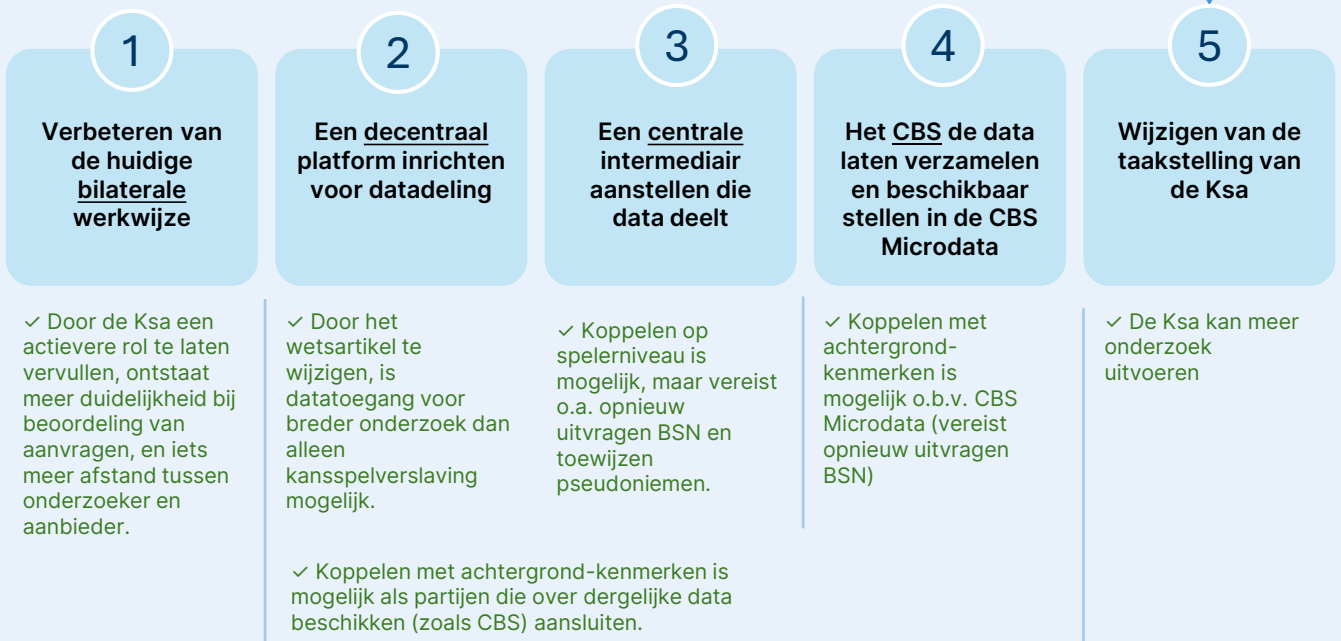 1
Verbeteren van
de huidige
bilaterale
werkwijze
✓ Door de Ksa een
actievere rol te laten
vervullen, ontstaat
meer duidelijkheid bij
beoordeling van
aanvragen, en iets
meer afstand tussen
onderzoeker en
aanbieder.
2
Een decentraal
platform inrichten
voor datadeling
✓ Door het
wetsartikel te
wijzigen, is
datatoegang voor
breder onderzoek dan
alleen
kansspelverslaving
mogelijk.
3
Een centrale
intermediair
aanstellen die
data deelt
✓ Koppelen op
spelerniveau is
mogelijk, maar vereist
o.a. opnieuw
uitvragen BSN en
toewijzen
pseudoniemen.
✓ Koppelen met achtergrond-kenmerken is
mogelijk als partijen die over dergelijke data
beschikken (zoals CBS) aansluiten.
4
Het CBS de data
laten verzamelen
en beschikbaar
stellen in de CBS
Microdata
✓ Koppelen met
achtergrond-
kenmerken is
mogelijk o.b.v. CBS
Microdata (vereist
opnieuw uitvragen
BSN)
5
Wijzigen van de
taakstelling van
de Ksa
✓ De Ksa kan meer
onderzoek
uitvoeren